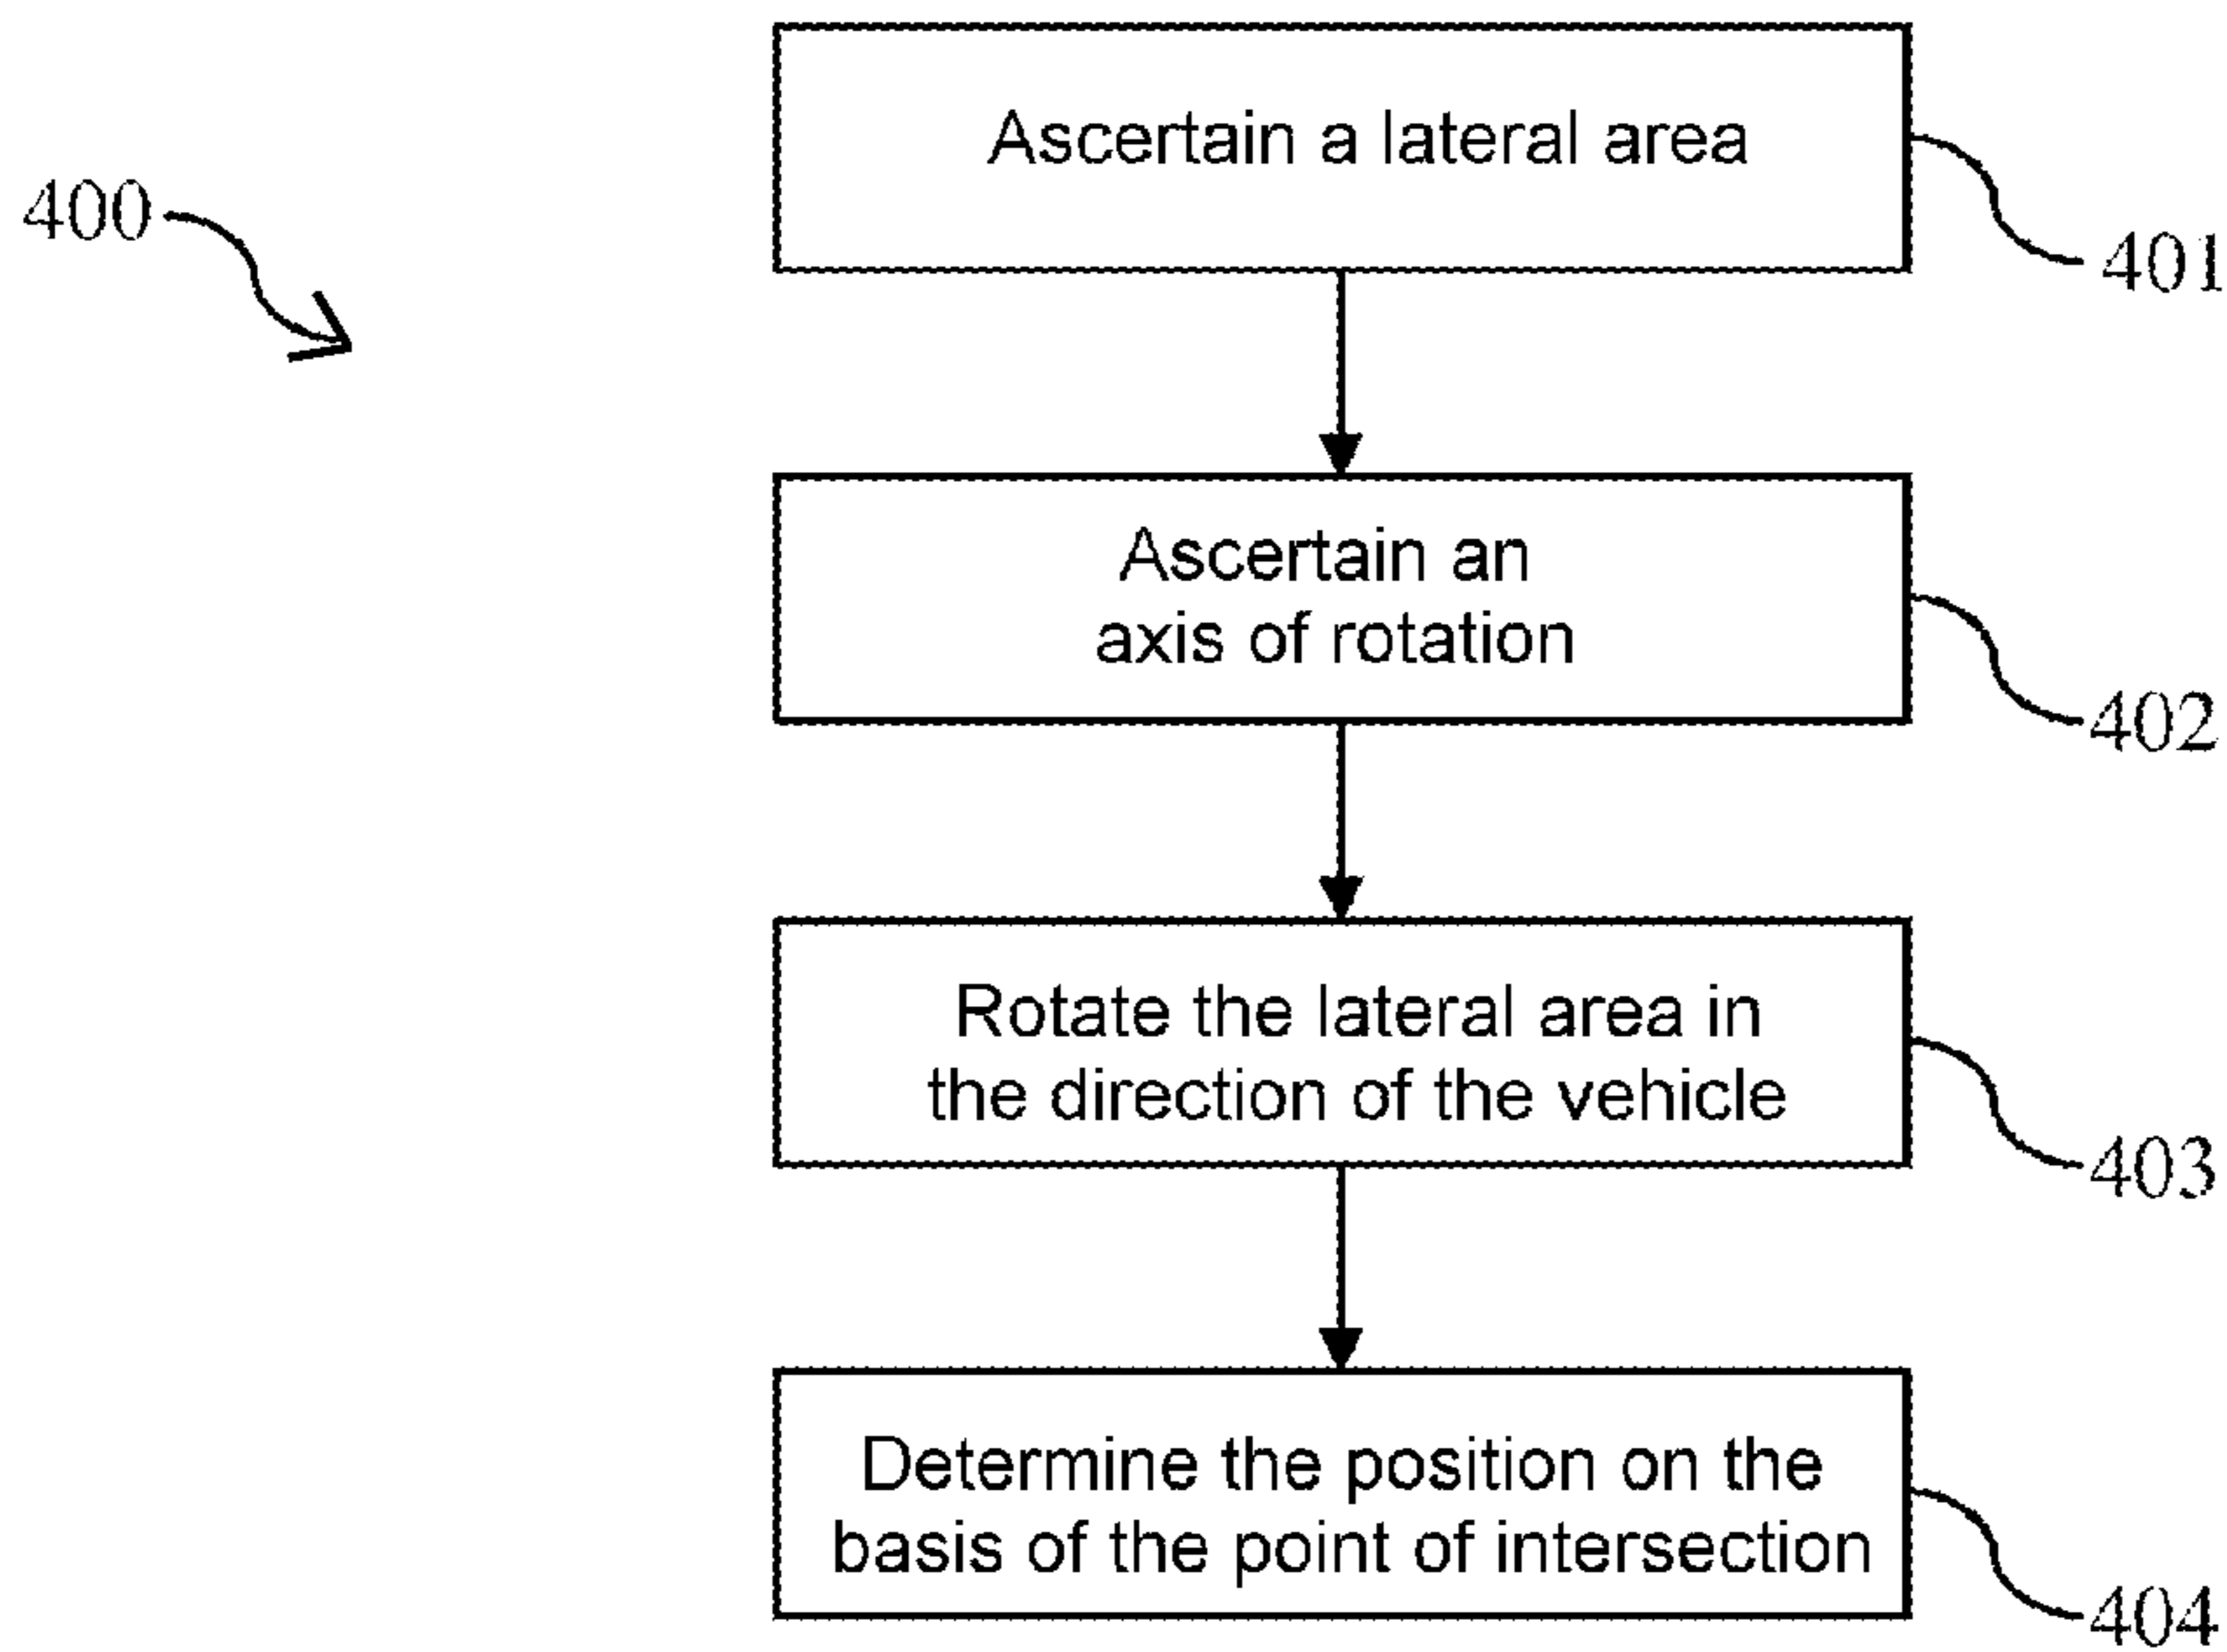 Ascertain a lateral area
400
401
Ascertain an
axis of rotation
402
Rotate the lateral area in
the direction of the vehicle
403
Determine the position on the
basis of the point of intersection
404